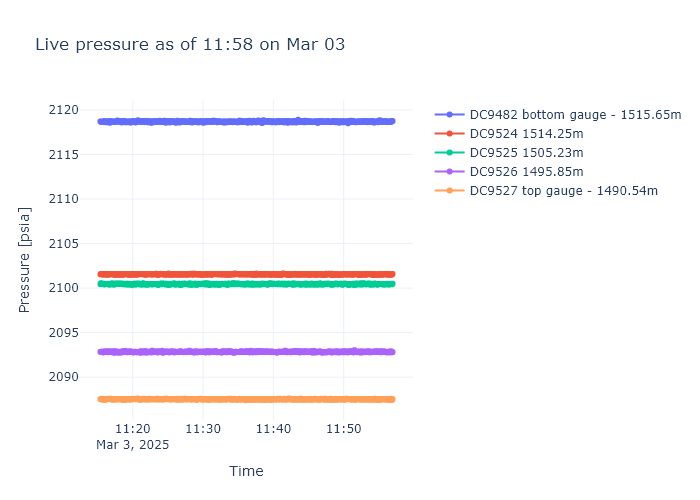 Live pressure as of 11:58 on Mar 03
2120
2115
2110
2105
2100
2095
2090
Pressure [psia]
11:20
Mar 3, 2025
11:30
11:40
11:50
Time
DC9482 bottom gauge - 1515.65m
DC9524 1514.25m
DC9525 1505.23m
DC9526 1495.85m
DC9527 top gauge - 1490.54m